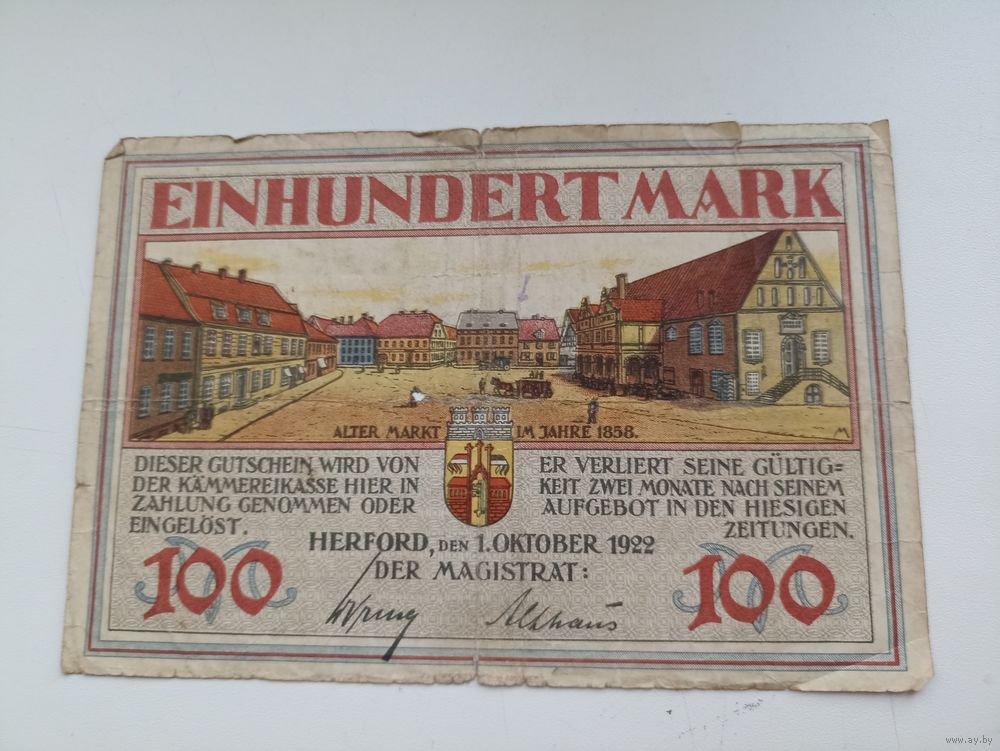 EINHUNDERT MARK
ALTER MARKT IM JAHRE 1858.
M
DIESER GUTSCHEIN WIRD VON
DER KÄMMEREIKASSE HIER IN
ZAHLUNG GENOMMEN ODER
EINGELÖST.
ER VERLIERT SEINE GÜLTIG=
KEIT ZWEI MONATE NACH SEINEM
AUFGEBOT IN DEN HIESIGEN
ZEITUNGEN.
HERFORD, DEN 1. OKTOBER 1922
DER MAGISTRAT:
100
Althaus
100
www.ay.by